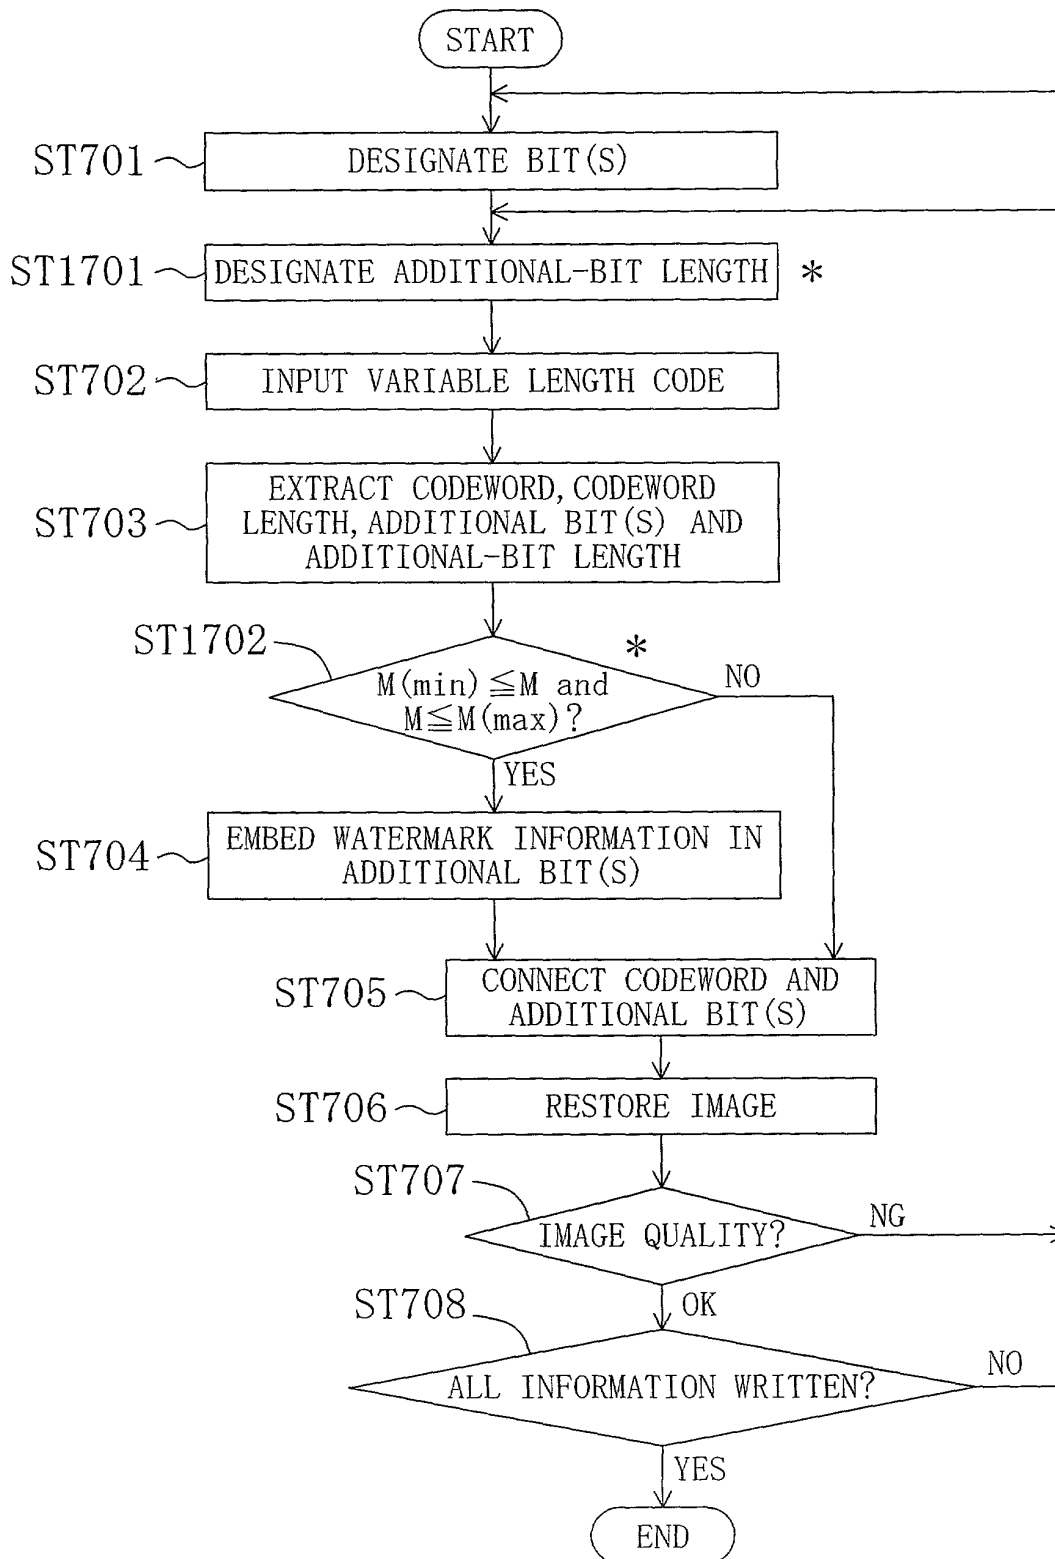 START
ST701
DESIGNATE BIT(S)
ST1701
DESIGNATE ADDITIONAL-BIT LENGTH
*
ST702
INPUT VARIABLE LENGTH CODE
ST703
EXTRACT CODEWORD, CODEWORD
LENGTH, ADDITIONAL BIT(S) AND
ADDITIONAL-BIT LENGTH
ST1702
*
M(min)≦M and
M≦M(max)?
NO
YES
ST704
EMBED WATERMARK INFORMATION IN
ADDITIONAL BIT(S)
ST705
CONNECT CODEWORD AND
ADDITIONAL BIT(S)
ST706
RESTORE IMAGE
ST707
IMAGE QUALITY?
NG
OK
ST708
ALL INFORMATION WRITTEN?
NO
YES
END